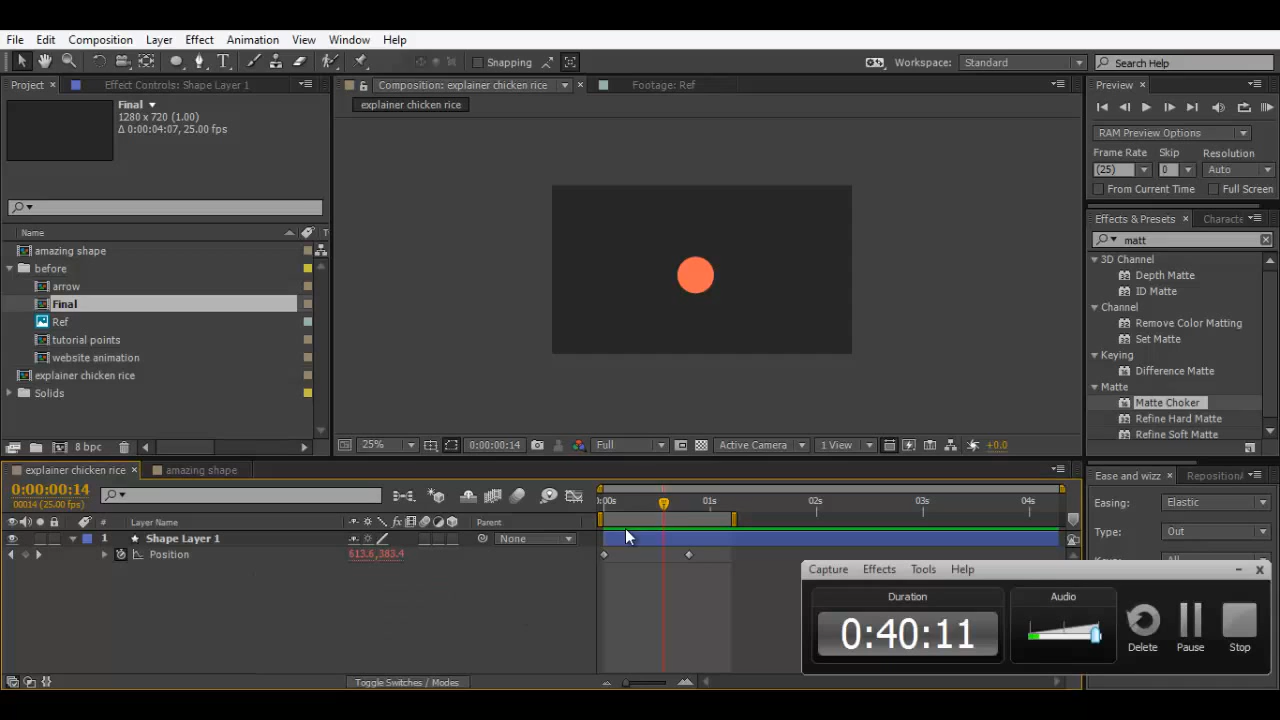 File Edit Composition Layer Effect Animation View Window Help
Snapping Workspace: Standard Search Help
Project × Effect Controls: Shape Layer 1
Composition: explainer chicken rice × Footage: Ref
Preview ×
Final
1280 x 720 (1.00)
Δ 0:00:04:07, 25.00 fps
explainer chicken rice
RAM Preview Options
Frame Rate Skip Resolution
(25) 0 Auto
From Current Time Full Screen
Name T
amazing shape
before
arrow
Final
Ref
tutorial points
website animation
explainer chicken rice
Solids
8 bpc
25% 0:00:00:14 Full Active Camera 1 View +0.0
Effects & Presets ×
matt
3D Channel
Depth Matte
ID Matte
Channel
Remove Color Matting
Set Matte
Keying
Difference Matte
Matte
Matte Choker
Refine Hard Matte
Refine Soft Matte
explainer chicken rice × amazing shape
Ease and wizz ×
0:00:00:14
00014 (25.00 fps)
# Layer Name fx Parent
1 Shape Layer 1 None
Position 613.6,383.4
:00s 01s 02s 03s 04s
Easing: Elastic
Type: Out
All
Toggle Switches / Modes
Capture Effects Tools Help
Duration Audio
0:40:11
Delete Pause Stop